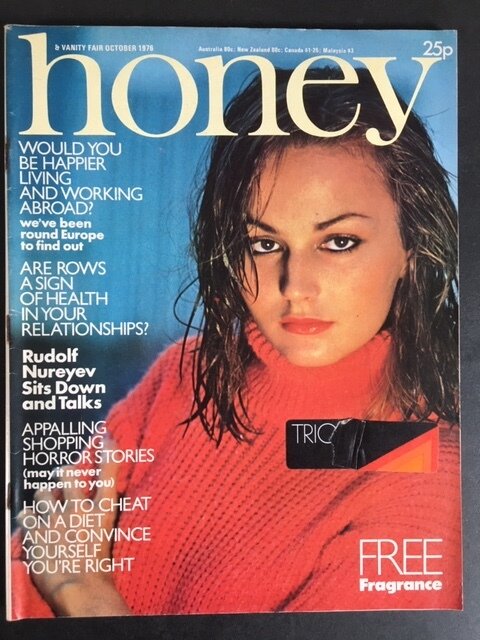 & VANITY FAIR OCTOBER 1976
Australia 80c; New Zealand 80c; Canada $1·25; Malaysia $3
25p
honey
WOULD YOU
BE HAPPIER
LIVING
AND WORKING
ABROAD?
we've been
round Europe
to find out
ARE ROWS
A SIGN
OF HEALTH
IN YOUR
RELATIONSHIPS?
Rudolf
Nureyev
Sits Down
and Talks
APPALLING
SHOPPING
HORROR STORIES
(may it never
happen to you)
HOW TO CHEAT
ON A DIET
AND CONVINCE
YOURSELF
YOU'RE RIGHT
TRIO
FREE
Fragrance